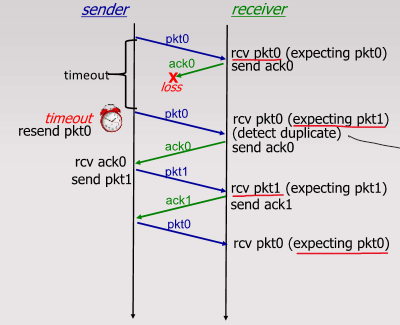 sender
receiver
pkt0
rcv pkt0 (expecting pkt0)
send ack0
ack0
X
loss
timeout
timeout
resend pkt0
pkt0
rcv pkt0 (expecting pkt1)
(detect duplicate)
send ack0
ack0
rcv ack0
send pkt1
pkt1
rcv pkt1 (expecting pkt1)
send ack1
ack1
pkt0
rcv pkt0 (expecting pkt0)